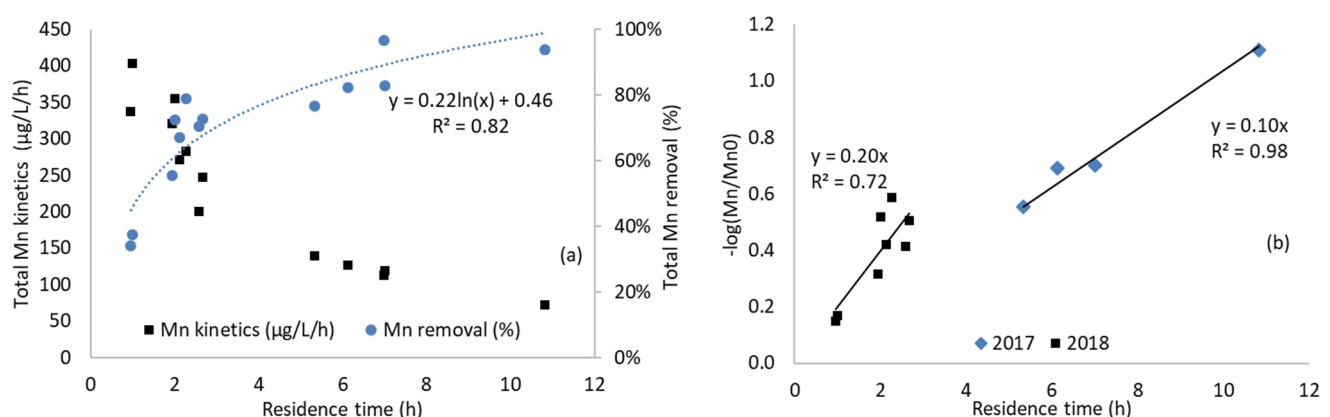 450
400
350
300
250
200
150
100
50
0
Total Mn kinetics (µg/L/h)
100%
80%
60%
40%
20%
0%
Total Mn removal (%)
y = 0.22ln(x) + 0.46
R² = 0.82
(a)
Mn kinetics (µg/L/h) Mn removal (%)
0 2 4 6 8 10 12
Residence time (h)
1.2
1.0
0.8
0.6
0.4
0.2
0.0
-log(Mn/Mn0)
y = 0.20x
R² = 0.72
y = 0.10x
R² = 0.98
(b)
2017 2018
0 2 4 6 8 10 12
Residence time (h)